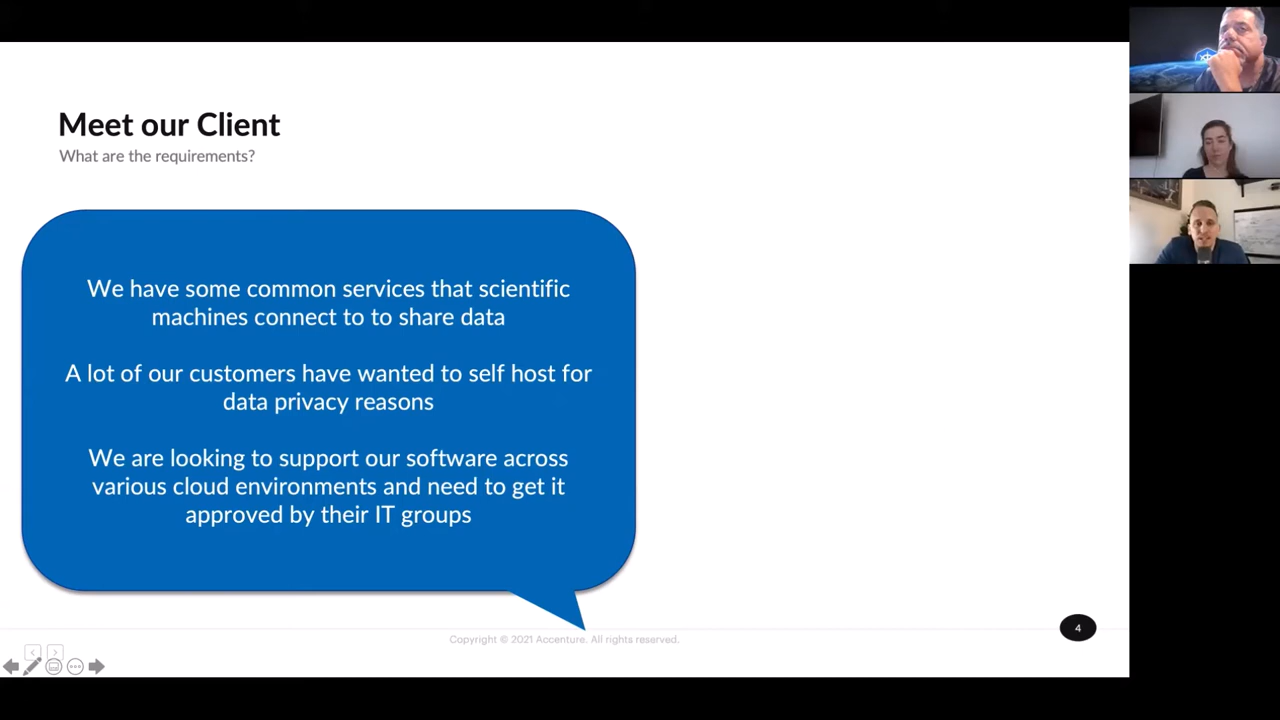 Meet our Client
What are the requirements?
We have some common services that scientific
machines connect to to share data
A lot of our customers have wanted to self host for
data privacy reasons
We are looking to support our software across
various cloud environments and need to get it
approved by their IT groups
Copyright © 2021 Accenture. All rights reserved.
4